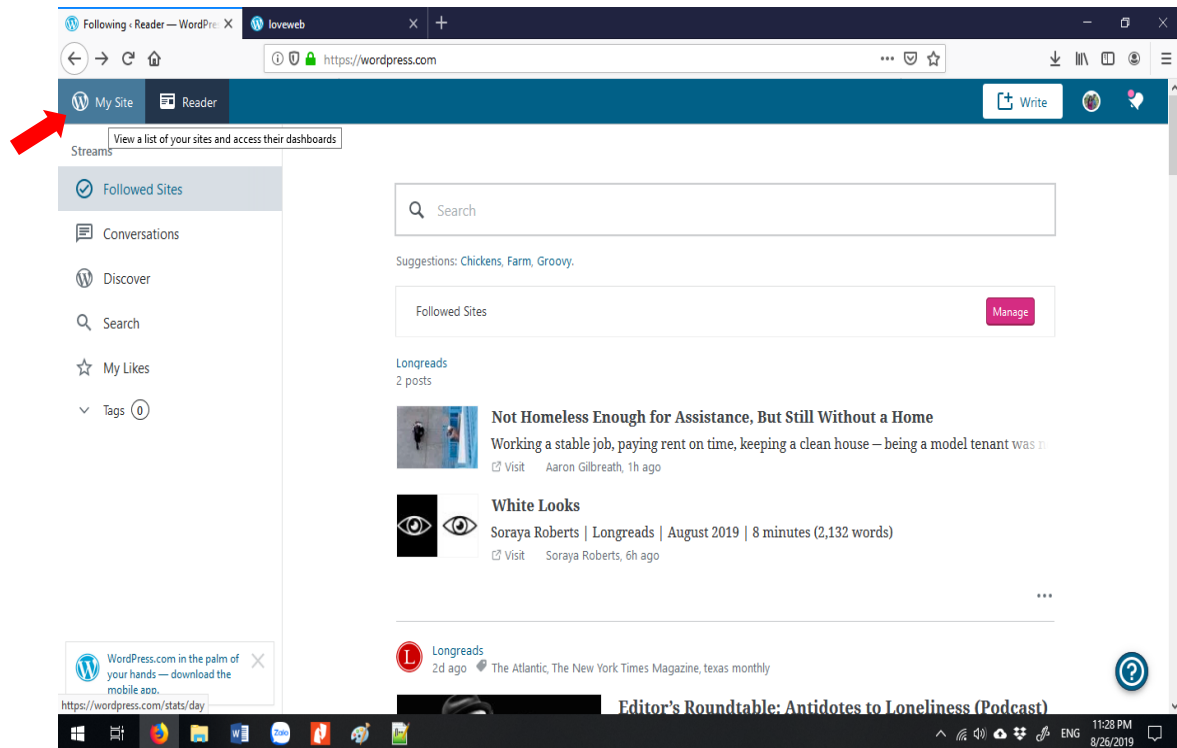 Following ‹ Reader — WordPre
loveweb
https://wordpress.com
My Site
Reader
Write
View a list of your sites and access their dashboards
Streams
Followed Sites
Conversations
Discover
Search
My Likes
Tags 0
Search
Suggestions: Chickens, Farm, Groovy.
Followed Sites
Manage
Longreads
2 posts
Not Homeless Enough for Assistance, But Still Without a Home
Working a stable job, paying rent on time, keeping a clean house — being a model tenant was n
Visit Aaron Gilbreath, 1h ago
White Looks
Soraya Roberts | Longreads | August 2019 | 8 minutes (2,132 words)
Visit Soraya Roberts, 6h ago
L
Longreads
2d ago The Atlantic, The New York Times Magazine, texas monthly
Editor's Roundtable: Antidotes to Loneliness (Podcast)
WordPress.com in the palm of
your hands — download the
mobile app.
https://wordpress.com/stats/day
Zalo
ENG
11:28 PM
8/26/2019